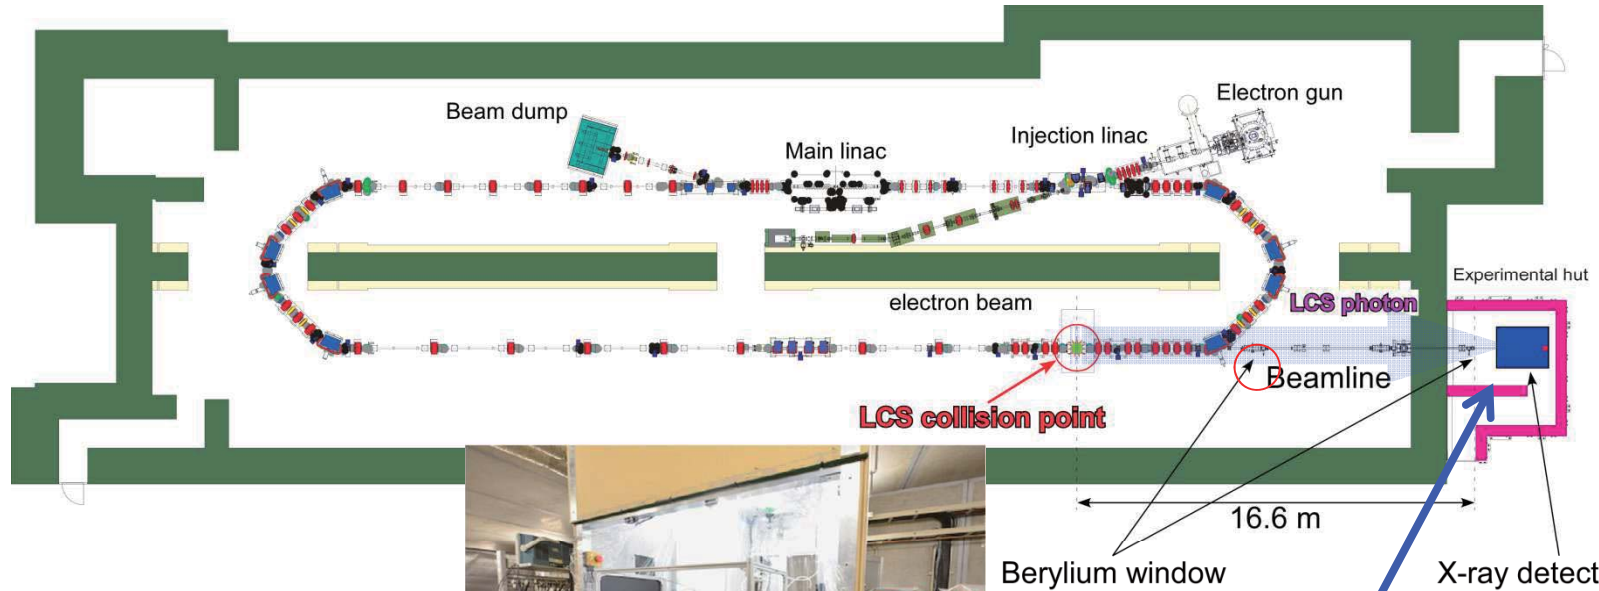 Electron gun
Beam dump
Injection linac
Main linac
Experimental hut
electron beam
LCS photon
Beamline
LCS collision point
16.6 m
Berylium window
X-ray detect